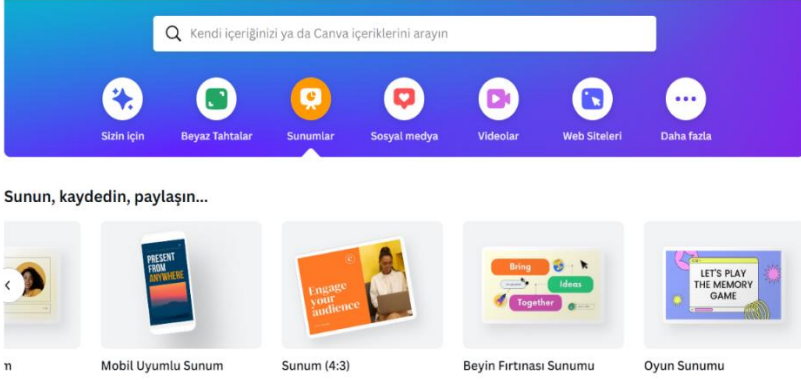 Kendi içeriğinizi ya da Canva içeriklerini arayın
Sizin için
Beyaz Tahtalar
Sunumlar
Sosyal medya
Videolar
Web Siteleri
Daha fazla
Sunun, kaydedin, paylaşın...
PRESENT
FROM
ANYWHERE
Engage
your
audience
Bring
Ideas
Together
LET'S PLAY
THE MEMORY
GAME
m
Mobil Uyumlu Sunum
Sunum (4:3)
Beyin Fırtınası Sunumu
Oyun Sunumu